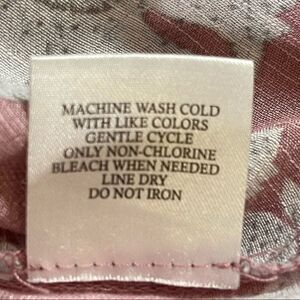 MACHINE WASH COLD
WITH LIKE COLORS
GENTLE CYCLE
ONLY NON-CHLORINE
BLEACH WHEN NEEDED
LINE DRY
DO NOT IRON